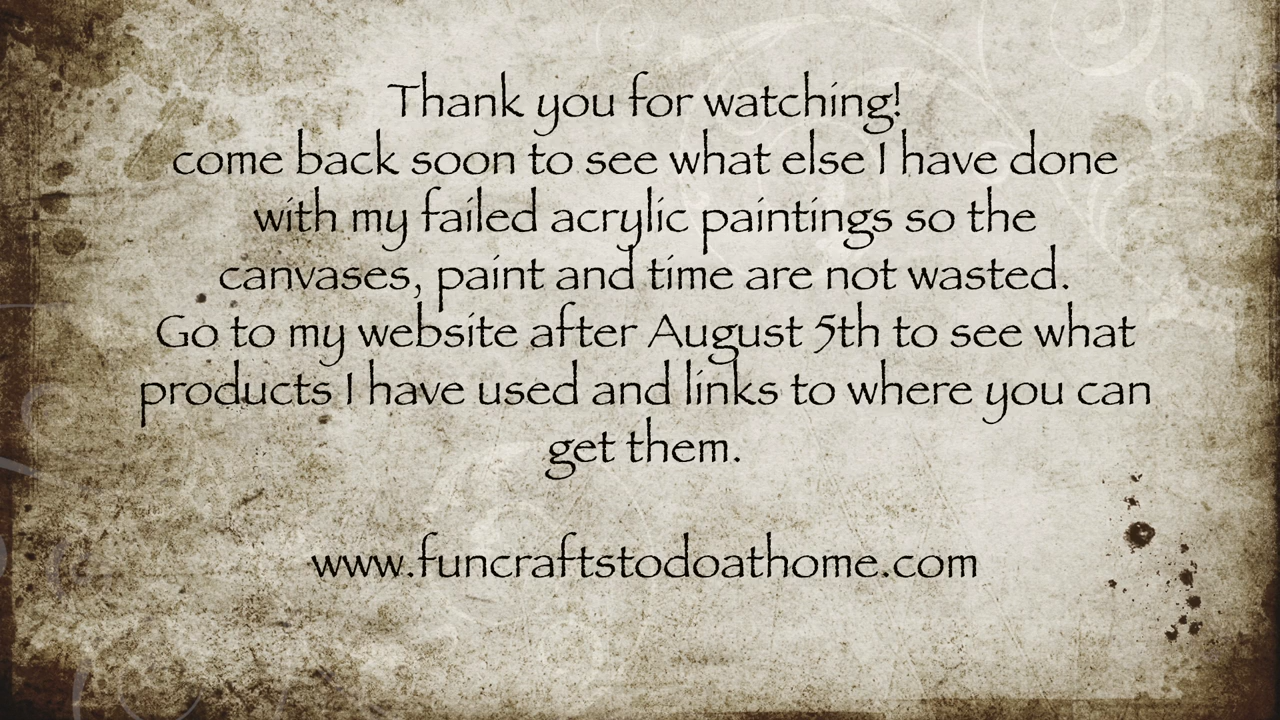 Thank you for watching!
come back soon to see what else I have done
with my failed acrylic paintings so the
canvases, paint and time are not wasted.
Go to my website after August 5th to see what
products I have used and links to where you can
get them.
www.funcraftstodoathome.com